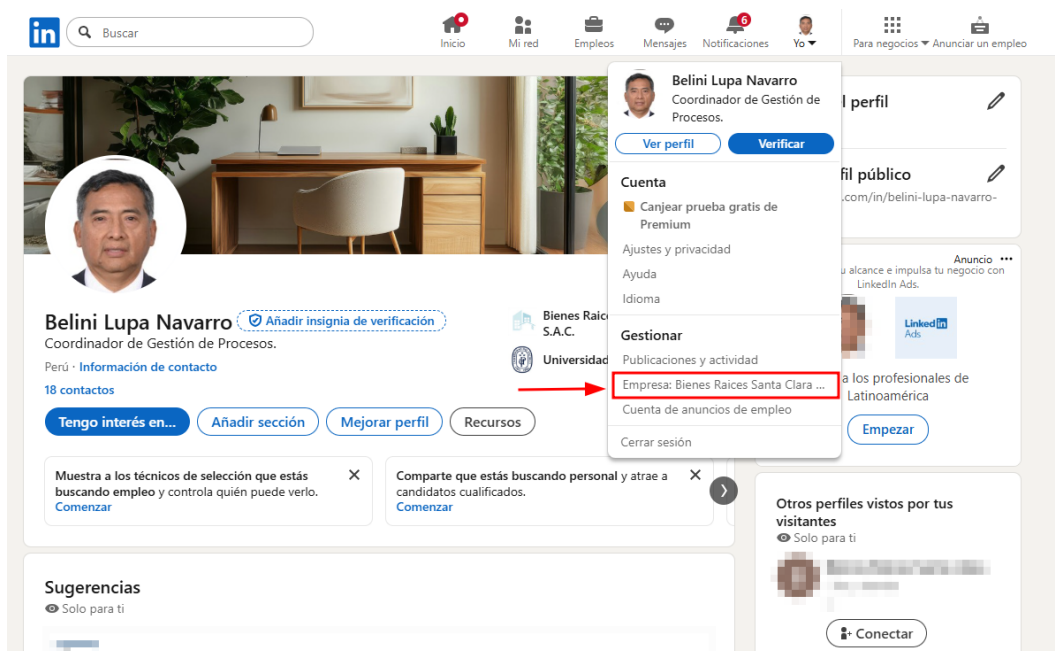 in
Buscar
Inicio
Mi red
Empleos
Mensajes
6
Notificaciones
Yo
Para negocios
Anunciar un empleo
Belini Lupa Navarro
Coordinador de Gestión de
Procesos.
Ver perfil
Verificar
Cuenta
Canjear prueba gratis de
Premium
Ajustes y privacidad
Ayuda
Idioma
Gestionar
Publicaciones y actividad
Empresa: Bienes Raices Santa Clara ...
Cuenta de anuncios de empleo
Cerrar sesión
Belini Lupa Navarro
Añadir insignia de verificación
Coordinador de Gestión de Procesos.
Perú · Información de contacto
18 contactos
Bienes Raic
S.A.C.
Universidad
Tengo interés en...
Añadir sección
Mejorar perfil
Recursos
Muestra a los técnicos de selección que estás
buscando empleo y controla quién puede verlo.
Comenzar
Comparte que estás buscando personal y atrae a
candidatos cualificados.
Comenzar
Sugerencias
Solo para ti
l perfil
fil público
.com/in/belini-lupa-navarro-
Anuncio
u alcance e impulsa tu negocio con
LinkedIn Ads.
Linked in
Ads
a los profesionales de
Latinoamérica
Empezar
Otros perfiles vistos por tus
visitantes
Solo para ti
Conectar